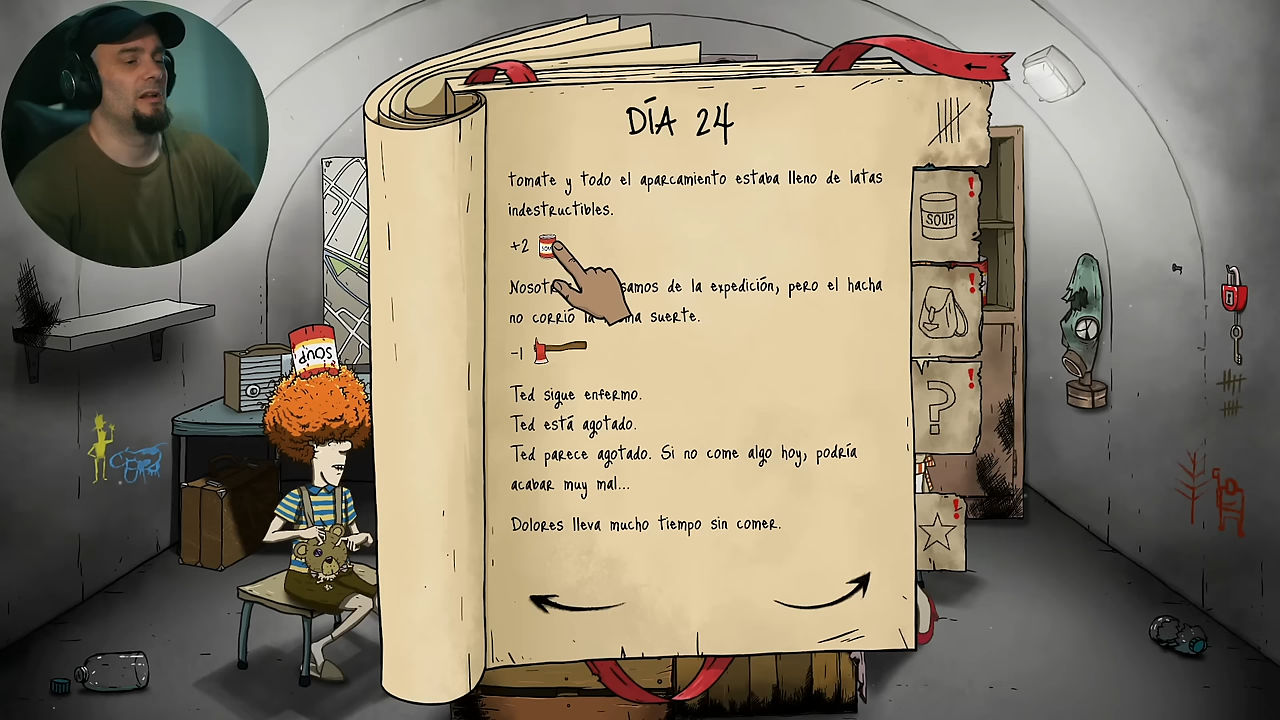 DÍA 24
tomate y todo el aparcamiento estaba lleno de latas
indestructibles.
+2
SOUP
de la expedición, pero el hacha
no corrió suerte.
-1
Ted sigue enfermo.
Ted está agotado.
Ted parece agotado. Si no come algo hoy, podría
acabar muy mal...
Dolores lleva mucho tiempo sin comer.
SOUP
!
!
?
!
!
SOUP